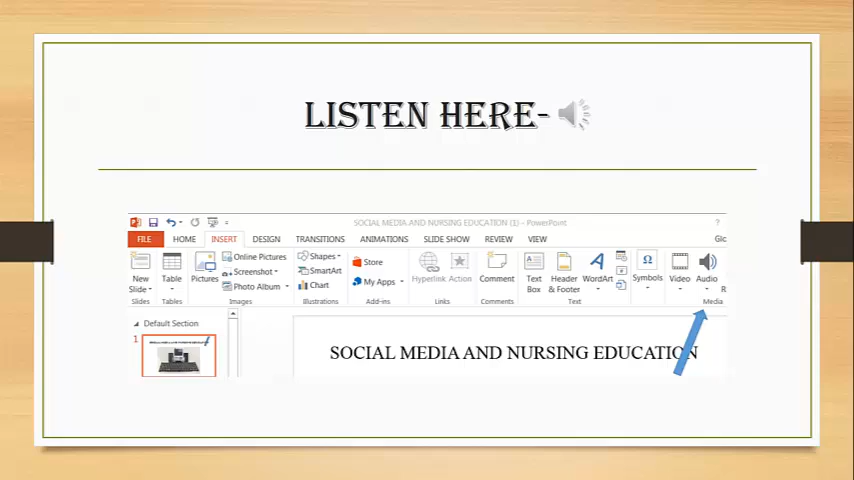 LISTEN HERE-
SOCIAL MEDIA AND NURSING EDUCATION (1) - PowerPoint ?
FILE HOME INSERT DESIGN TRANSITIONS ANIMATIONS SLIDE SHOW REVIEW VIEW Glc
New Slide Table Pictures Online Pictures Screenshot Photo Album Shapes SmartArt Chart Store My Apps Hyperlink Action Comment Text Box Header & Footer WordArt Symbols Video Audio R
Slides Tables Images Illustrations Add-ins Links Comments Text Media
Default Section
1
SOCIAL MEDIA AND NURSING EDUCATION